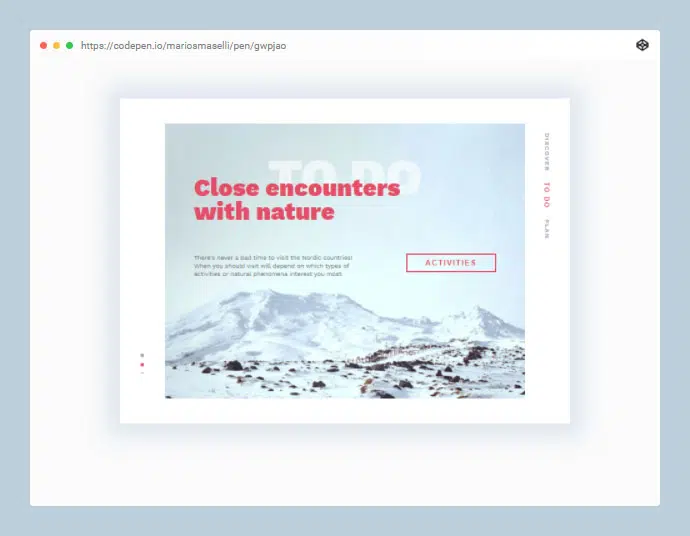 https://codepen.io/mariosmaselli/pen/gwpjao
TO DO
Close encounters
with nature
There's never a bad time to visit the Nordic countries!
When you should visit will depend on which types of
activities or natural phenomena interest you most.
ACTIVITIES
DISCOVER
TO DO
PLAN